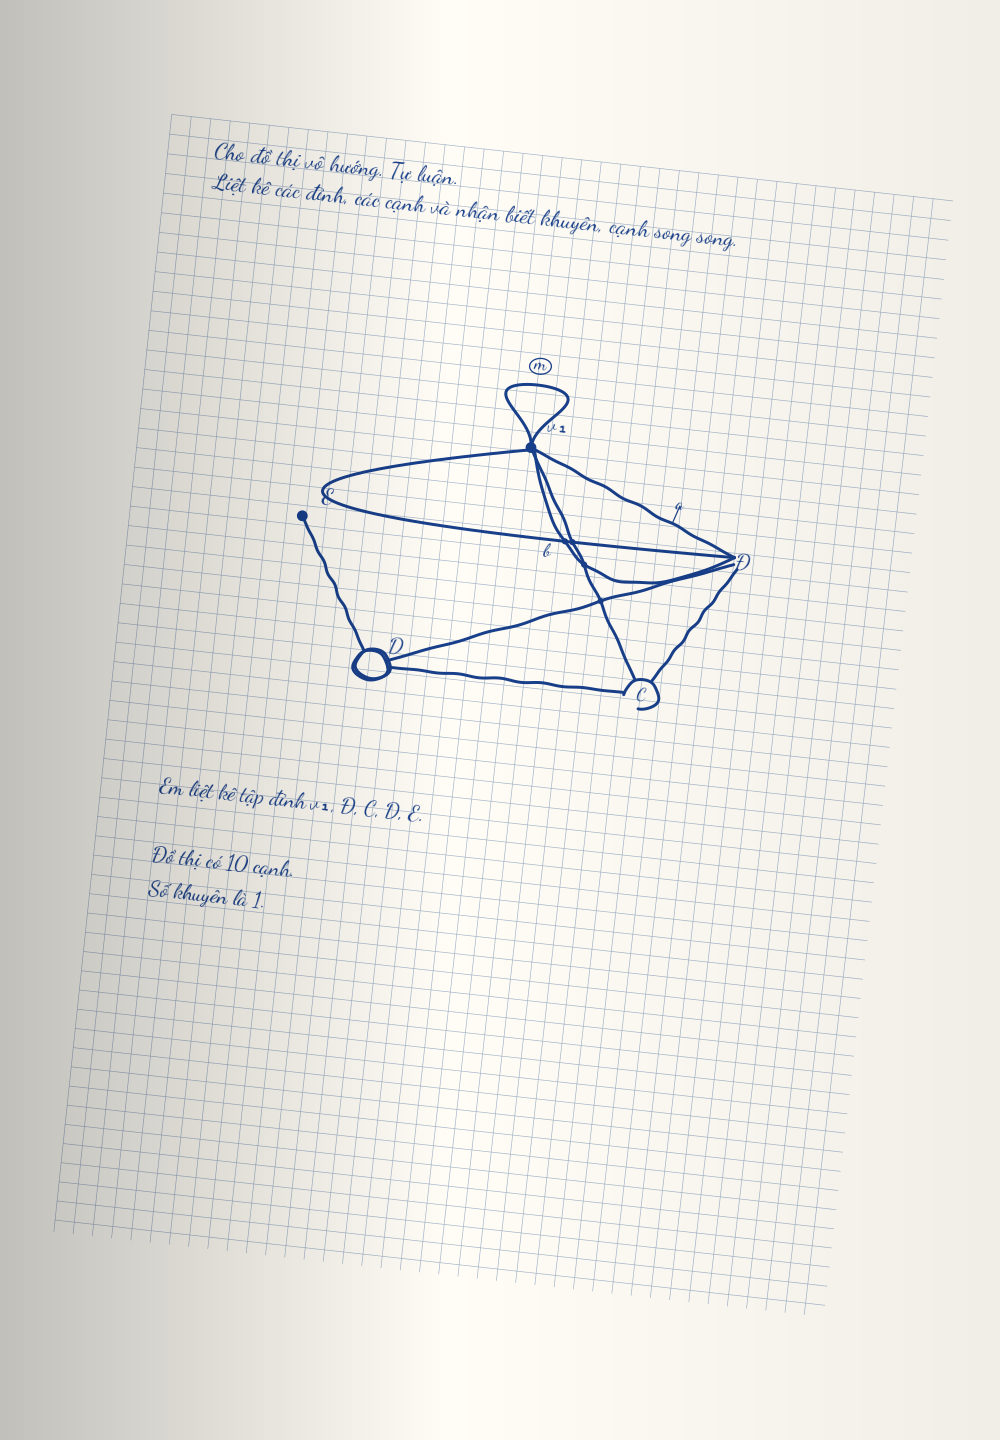 Cho đồ thị vô hướng. Tự luận.
Liệt kê các đỉnh, các cạnh và nhận biết khuyên, cạnh song song.
m
v1
E
a
b
Đ
D
C
Em liệt kê tập đỉnh v1, Đ, C, D, E.
Đồ thị có 10 cạnh.
Số khuyên là 1.